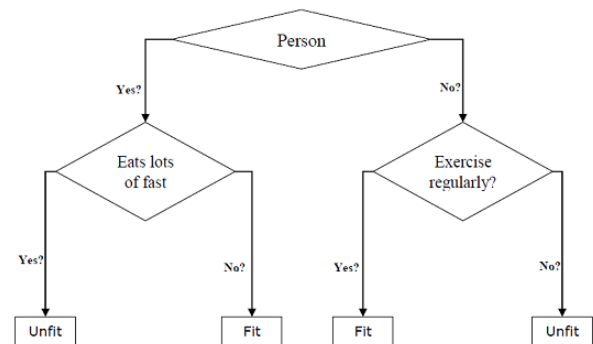 Person
Yes?
No?
Eats lots
of fast
Exercise
regularly?
Yes?
No?
Yes?
No?
Unfit
Fit
Fit
Unfit